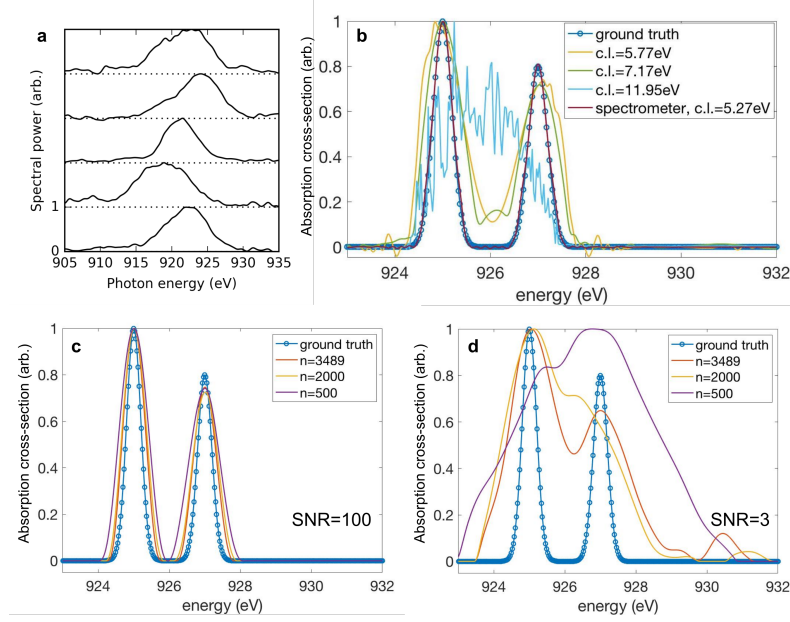 a
Spectral power (arb.)
1
0
905 910 915 920 925 930 935
Photon energy (eV)
b
Absorption cross-section (arb.)
1
0.8
0.6
0.4
0.2
0
924 926 928 930 932
energy (eV)
ground truth
c.l.=5.77eV
c.l.=7.17eV
c.l.=11.95eV
spectrometer, c.l.=5.27eV
c
Absorption cross-section (arb.)
1
0.8
0.6
0.4
0.2
0
924 926 928 930 932
energy (eV)
ground truth
n=3489
n=2000
n=500
SNR=100
d
Absorption cross-section (arb.)
1
0.8
0.6
0.4
0.2
0
924 926 928 930 932
energy (eV)
ground truth
n=3489
n=2000
n=500
SNR=3